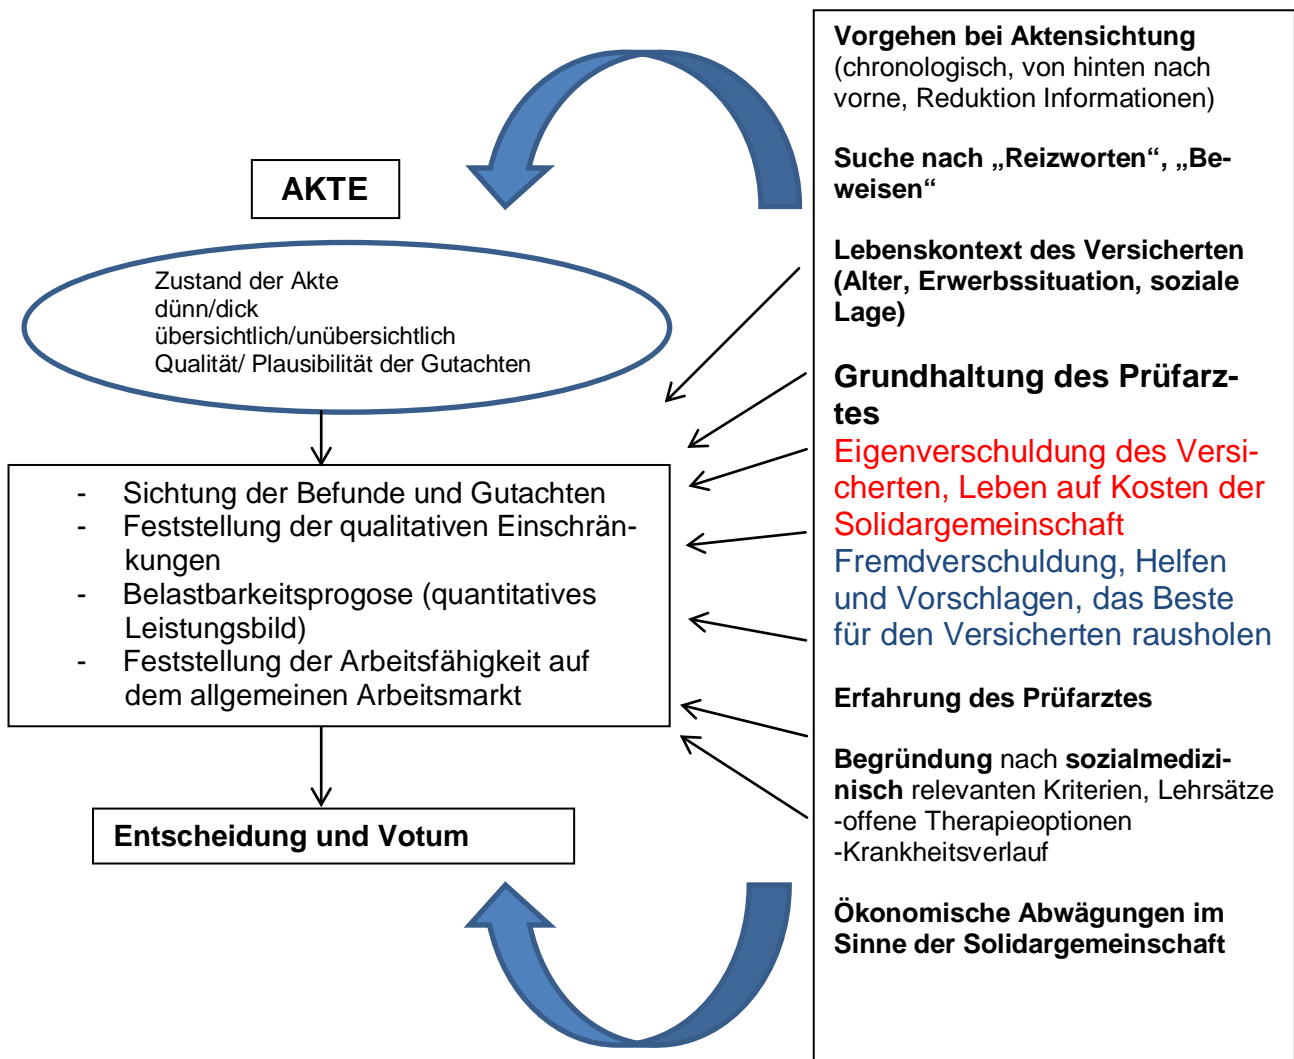 AKTE
Zustand der Akte
dünn/dick
übersichtlich/unübersichtlich
Qualität/ Plausibilität der Gutachten
- Sichtung der Befunde und Gutachten
- Feststellung der qualitativen Einschrän-
kungen
- Belastbarkeitsprogose (quantitatives
Leistungsbild)
- Feststellung der Arbeitsfähigkeit auf
dem allgemeinen Arbeitsmarkt
Entscheidung und Votum
Vorgehen bei Aktensichtung
(chronologisch, von hinten nach
vorne, Reduktion Informationen)
Suche nach „Reizworten“, „Be-
weisen“
Lebenskontext des Versicherten
(Alter, Erwerbssituation, soziale
Lage)
Grundhaltung des Prüfarz-
tes
Eigenverschuldung des Versi-
cherten, Leben auf Kosten der
Solidargemeinschaft
Fremdverschuldung, Helfen
und Vorschlagen, das Beste
für den Versicherten rausholen
Erfahrung des Prüfarztes
Begründung nach sozialmedizi-
nisch relevanten Kriterien, Lehrsätze
-offene Therapieoptionen
-Krankheitsverlauf
Ökonomische Abwägungen im
Sinne der Solidargemeinschaft